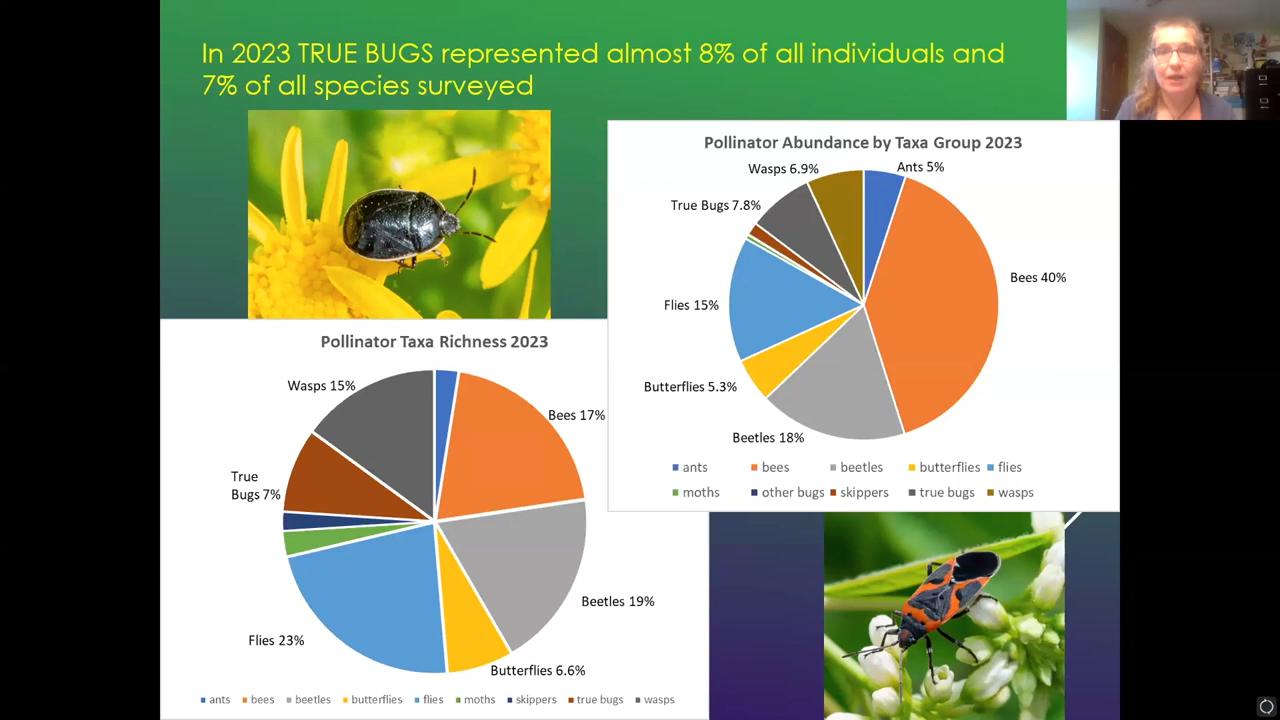 In 2023 TRUE BUGS represented almost 8% of all individuals and
7% of all species surveyed
Pollinator Abundance by Taxa Group 2023
Wasps 6.9%
Ants 5%
True Bugs 7.8%
Bees 40%
Flies 15%
Butterflies 5.3%
Beetles 18%
ants bees beetles butterflies flies
moths other bugs skippers true bugs wasps
Pollinator Taxa Richness 2023
Wasps 15%
Bees 17%
True
Bugs 7%
Beetles 19%
Flies 23%
Butterflies 6.6%
ants bees beetles butterflies flies moths skippers true bugs wasps